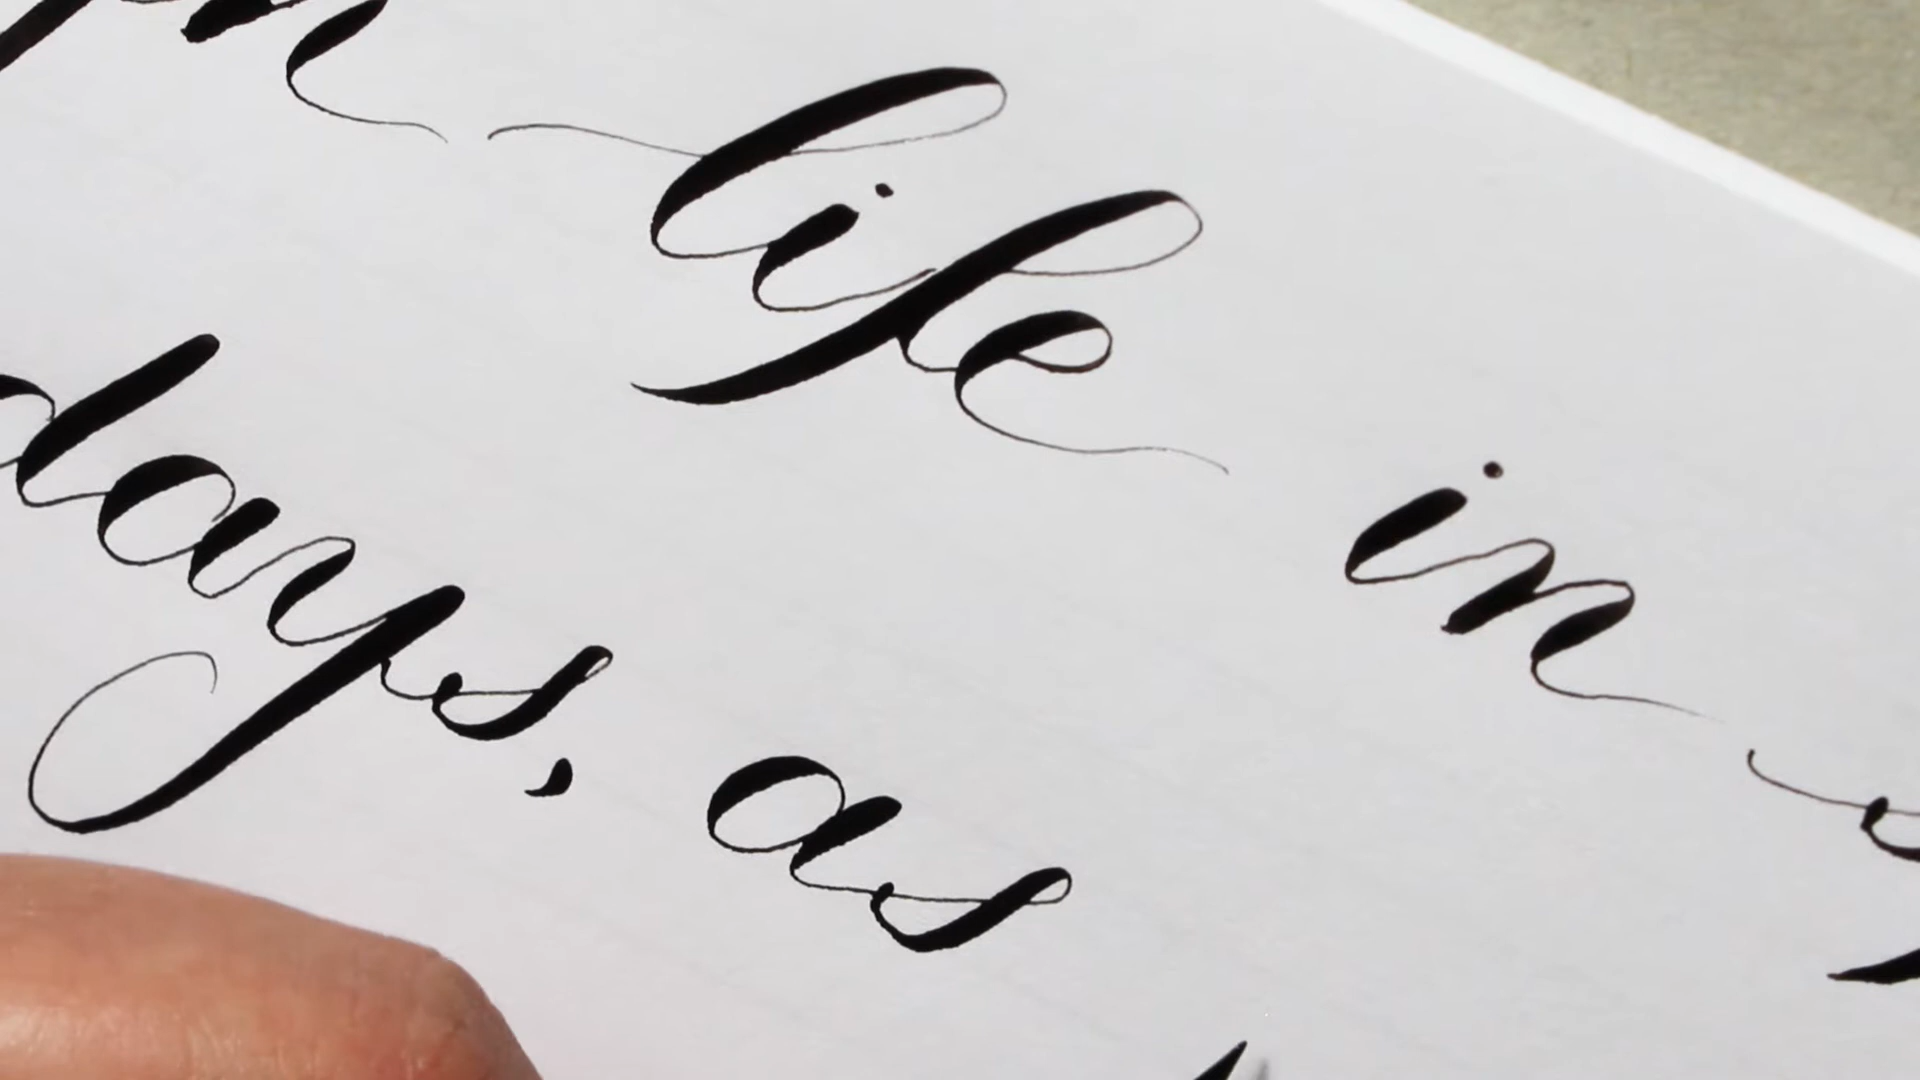 life in
days, as